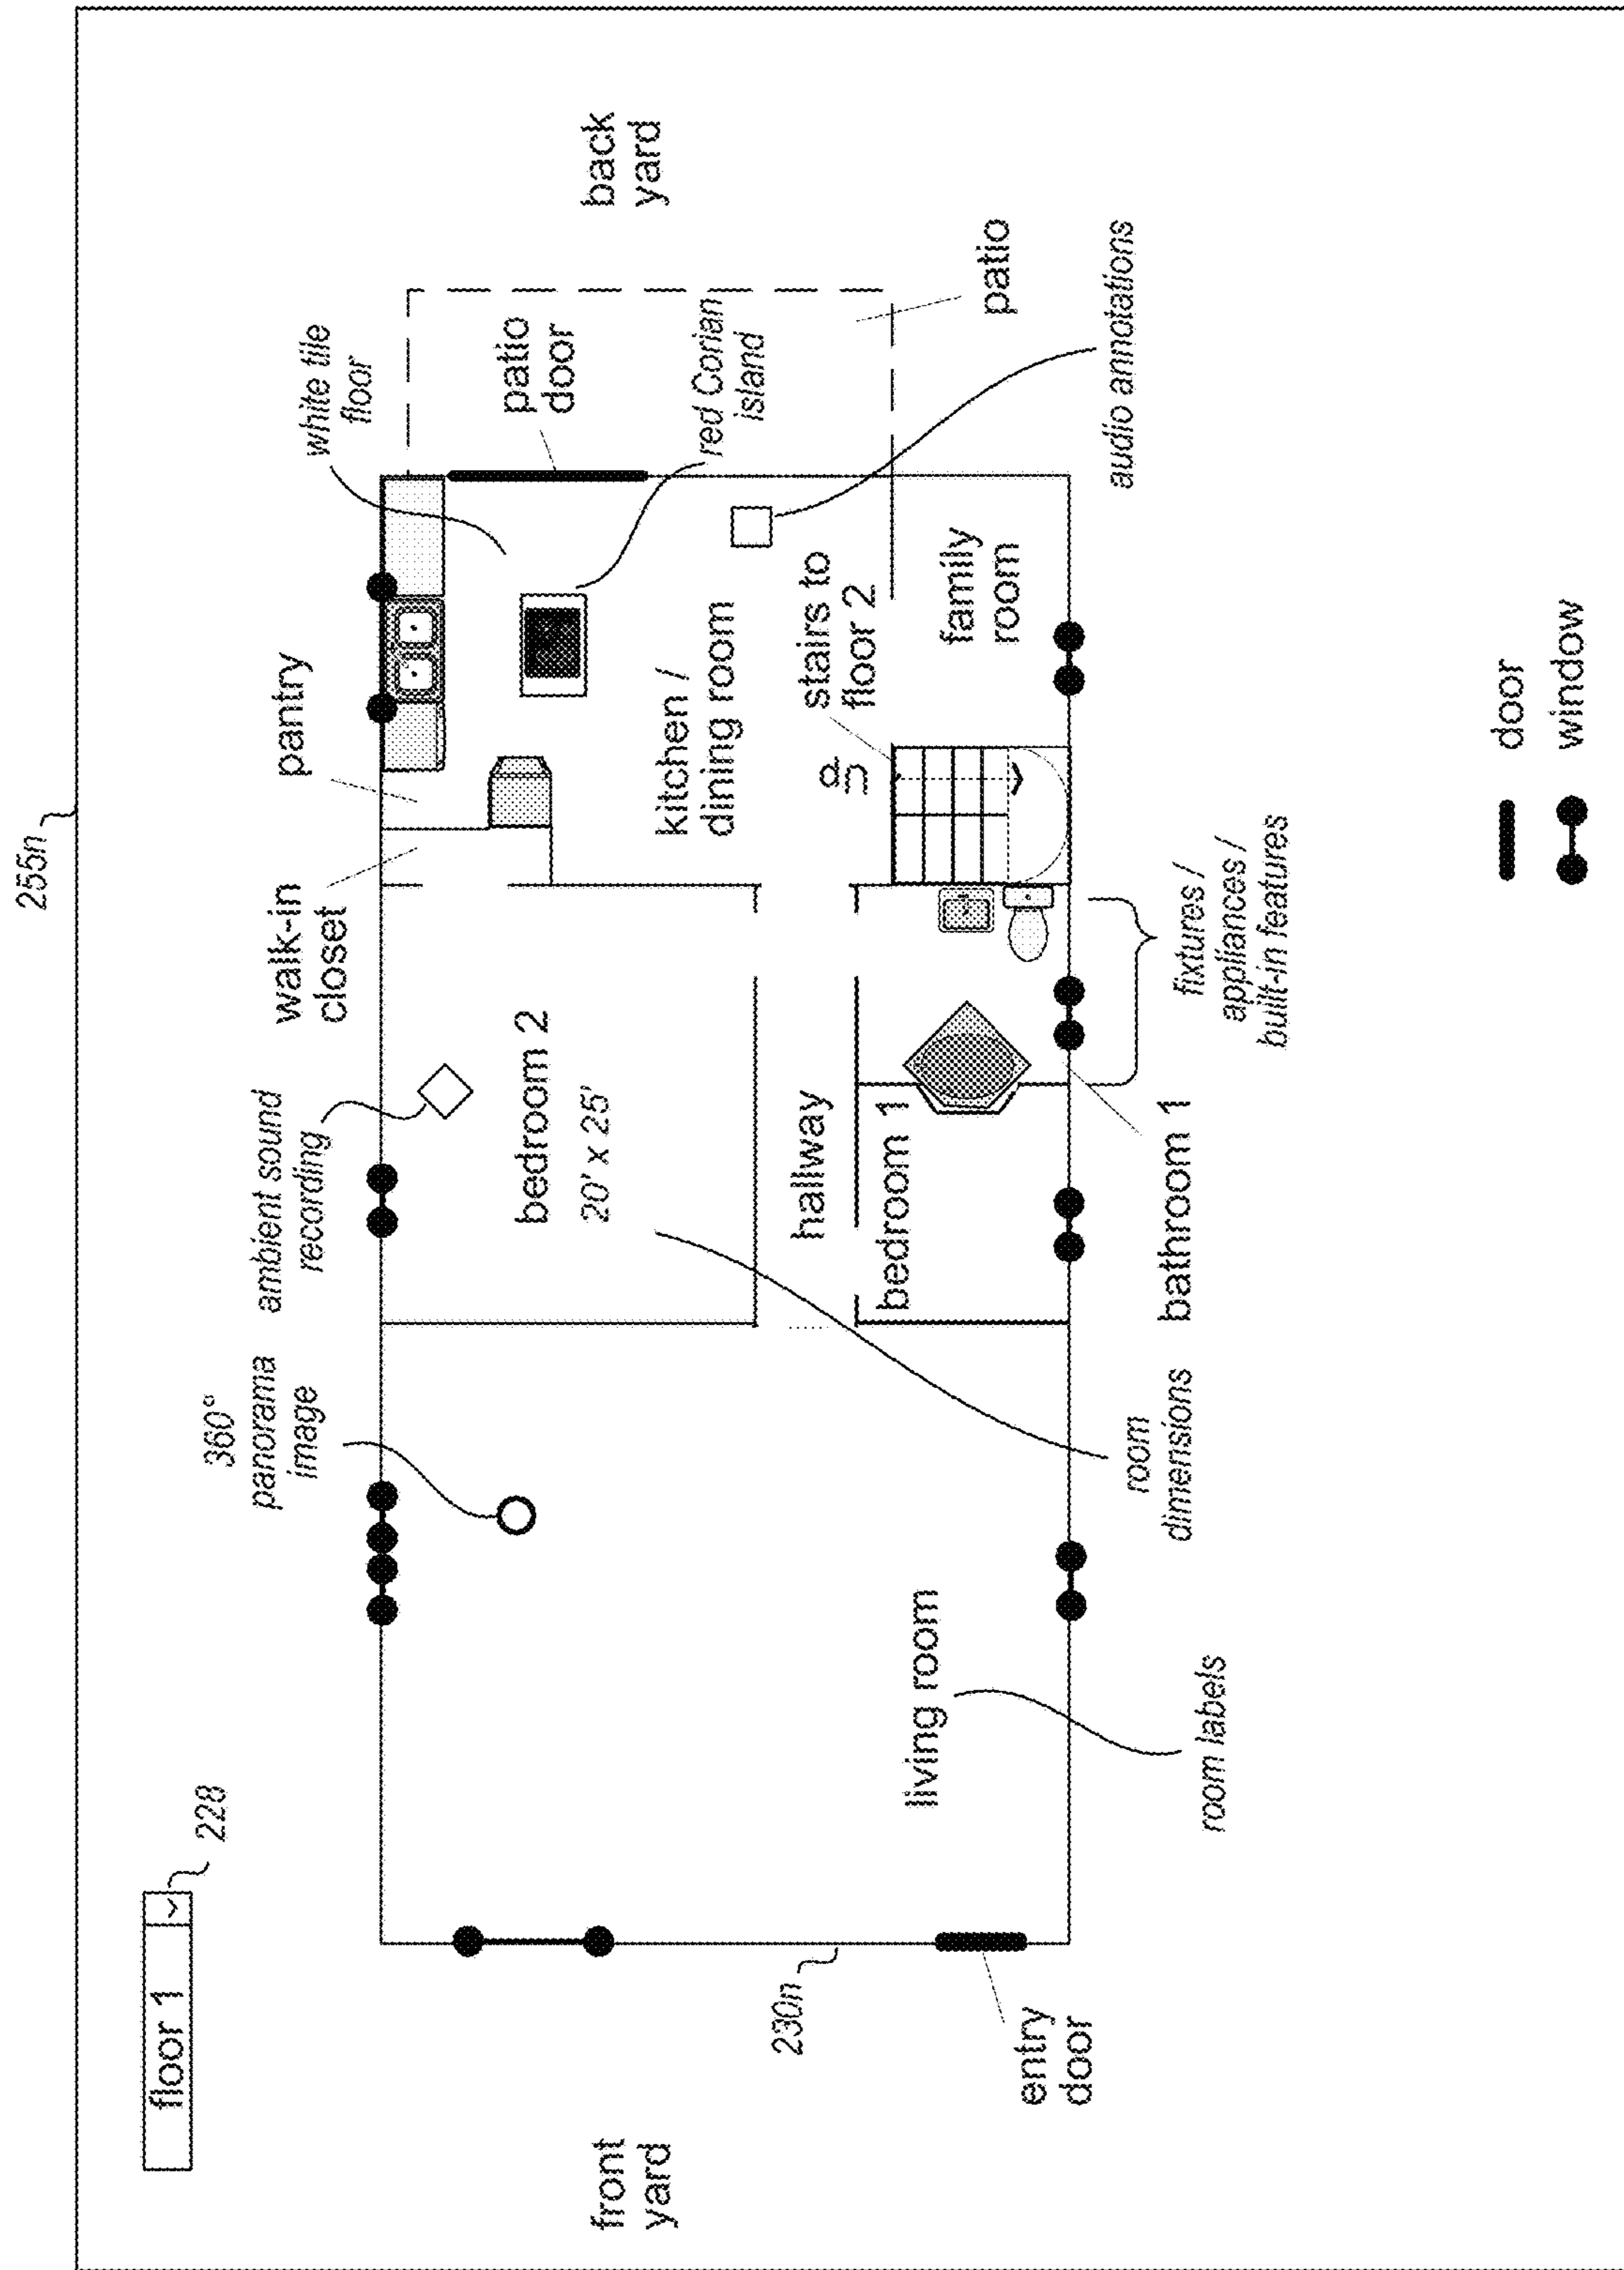 255n
floor 1
228
360°
panorama
image
ambient sound
recording
walk-in
closet
pantry
white tile
floor
patio
door
red Corian
island
back
yard
patio
audio annotations
front
yard
entry
door
230n
living room
room labels
room
dimensions
bedroom 2
20' x 25'
hallway
bedroom 1
bathroom 1
kitchen /
dining room
up
stairs to
floor 2
family
room
fixtures /
appliances /
built-in features
door
window